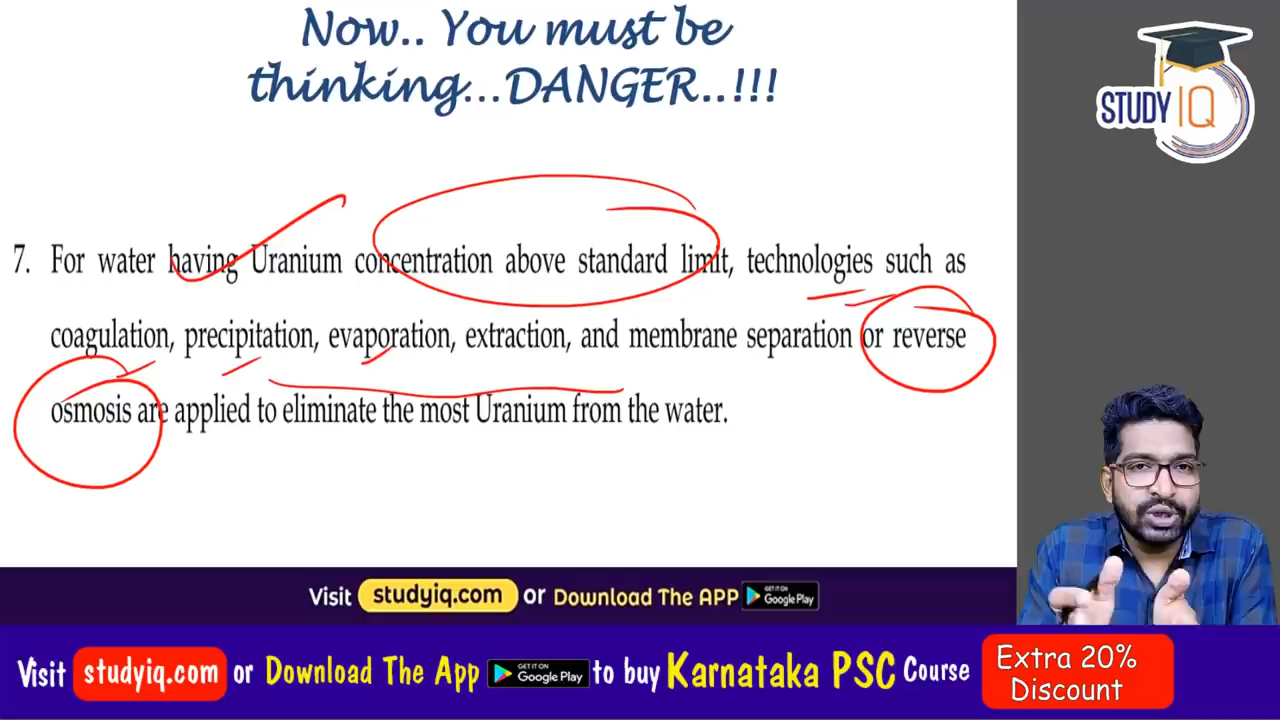 Now.. You must be
thinking...DANGER..!!!
STUDY IQ
7. For water having Uranium concentration above standard limit, technologies such as
coagulation, precipitation, evaporation, extraction, and membrane separation or reverse
osmosis are applied to eliminate the most Uranium from the water.
Visit studyiq.com or Download The APP GET IT ON Google Play
Visit studyiq.com or Download The App GET IT ON Google Play to buy Karnataka PSC Course
Extra 20%
Discount